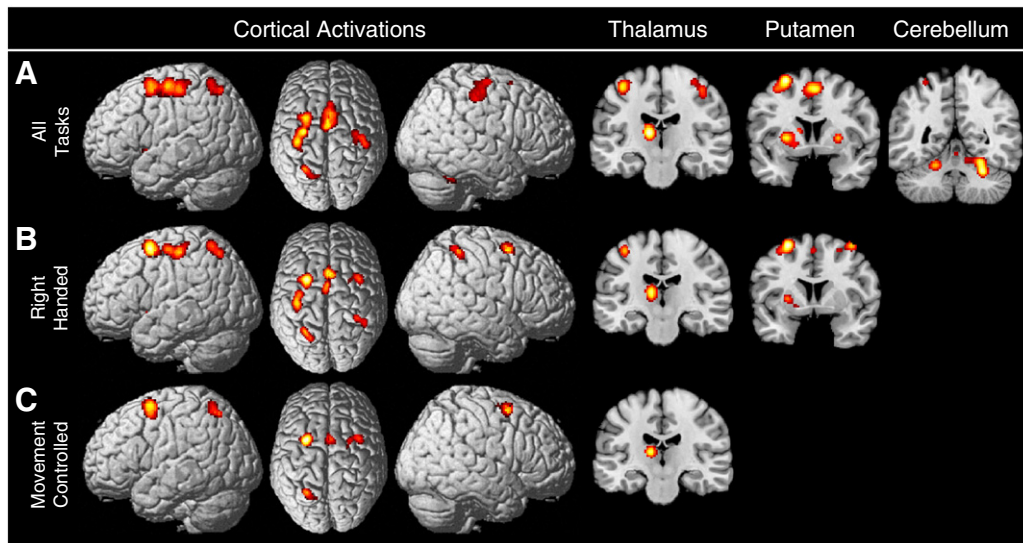 Cortical Activations Thalamus Putamen Cerebellum
A
All
Tasks
B
Right
Handed
C
Movement
Controlled